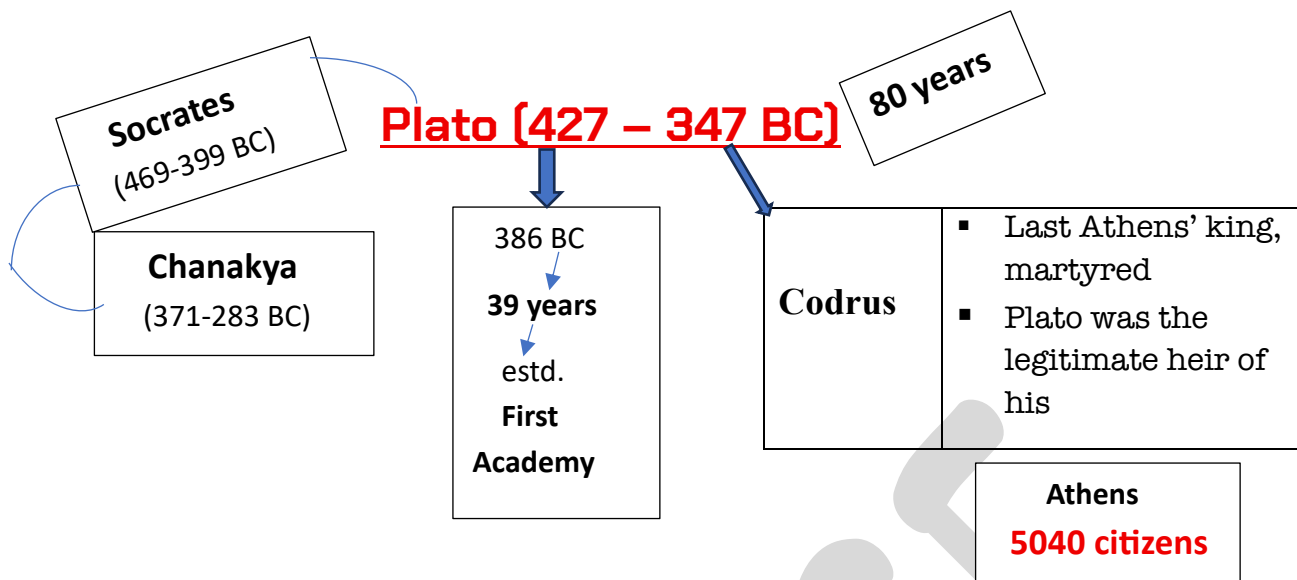 Socrates
(469-399 BC)
Plato (427 – 347 BC)
80 years
Chanakya
(371-283 BC)
386 BC
39 years
estd.
First
Academy
Codrus
▪ Last Athens’ king,
martyred
▪ Plato was the
legitimate heir of
his
Athens
5040 citizens